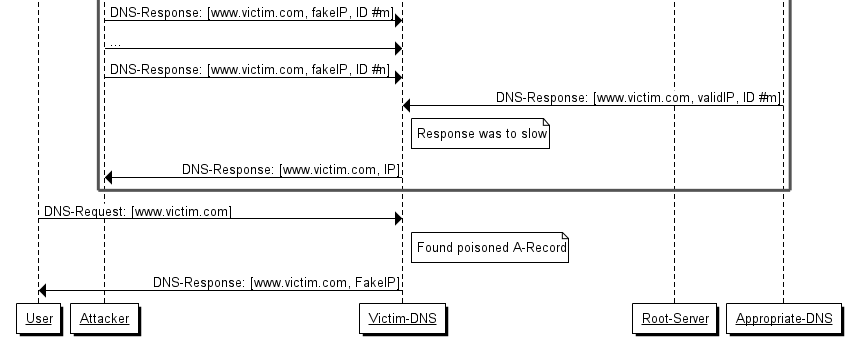 DNS-Response: [www.victim.com, fakeIP, ID #m]
...
DNS-Response: [www.victim.com, fakeIP, ID #n]
DNS-Response: [www.victim.com, validIP, ID #m]
Response was to slow
DNS-Response: [www.victim.com, IP]
DNS-Request: [www.victim.com]
Found poisoned A-Record
DNS-Response: [www.victim.com, FakeIP]
User Attacker Victim-DNS Root-Server Appropriate-DNS